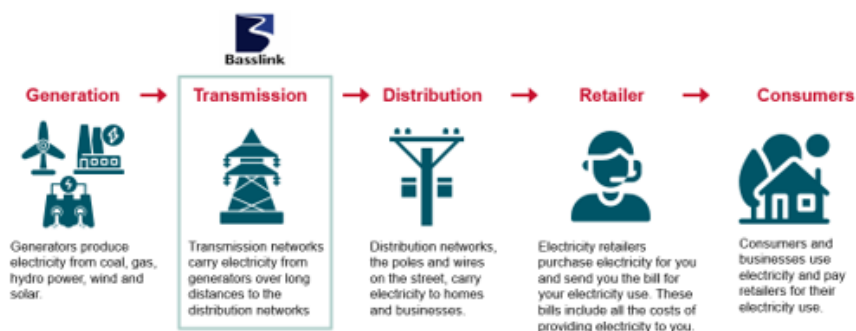 Basslink
Generation
Transmission
Distribution
Retailer
Consumers
Generators produce
electricity from coal, gas,
hydro power, wind and
solar.
Transmission networks
carry electricity from
generators over long
distances to the
distribution networks
Distribution networks,
the poles and wires
on the street, carry
electricity to homes
and businesses.
Electricity retailers
purchase electricity for you
and send you the bill for
your electricity use. These
bills include all the costs of
providing electricity to you.
Consumers and
businesses use
electricity and pay
retailers for their
electricity use.